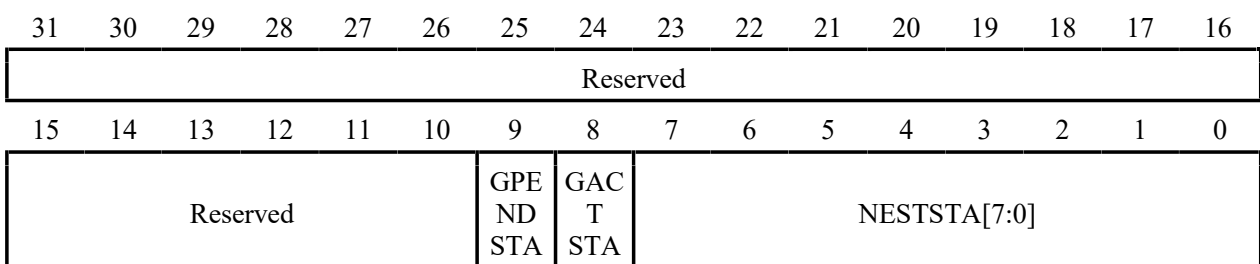 31 30 29 28 27 26 25 24 23 22 21 20 19 18 17 16
Reserved
15 14 13 12 11 10 9 8 7 6 5 4 3 2 1 0
Reserved
GPE
ND
STA
GAC
T
STA
NESTSTA[7:0]